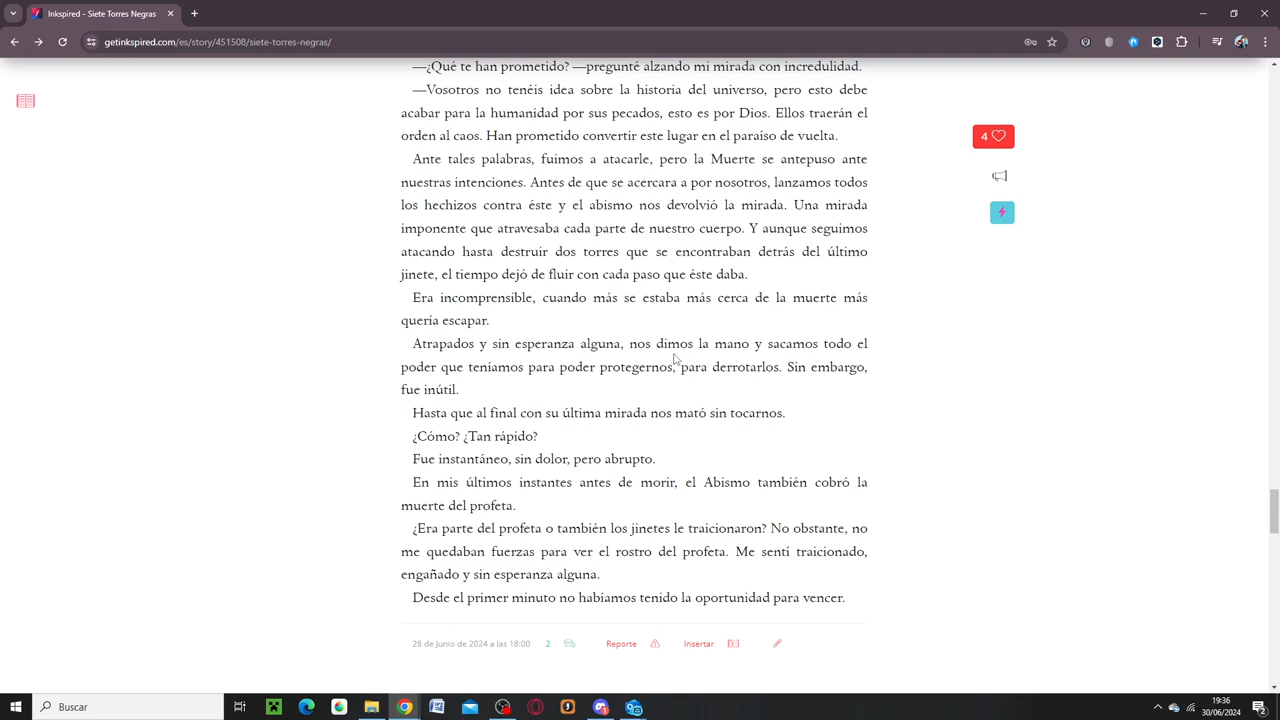 Inkspired - Siete Torres Negras
getinkspired.com/es/story/451508/siete-torres-negras/
—¿Qué te han prometido? —pregunté alzando mi mirada con incredulidad.
—Vosotros no tenéis idea sobre la historia del universo, pero esto debe
acabar para la humanidad por sus pecados, esto es por Dios. Ellos traerán el
orden al caos. Han prometido convertir este lugar en el paraíso de vuelta.
4
Ante tales palabras, fuimos a atacarle, pero la Muerte se antepuso ante
nuestras intenciones. Antes de que se acercara a por nosotros, lanzamos todos
los hechizos contra éste y el abismo nos devolvió la mirada. Una mirada
imponente que atravesaba cada parte de nuestro cuerpo. Y aunque seguimos
atacando hasta destruir dos torres que se encontraban detrás del último
jinete, el tiempo dejó de fluir con cada paso que éste daba.
Era incomprensible, cuando más se estaba más cerca de la muerte más
quería escapar.
Atrapados y sin esperanza alguna, nos dimos la mano y sacamos todo el
poder que teníamos para poder protegernos, para derrotarlos. Sin embargo,
fue inútil.
Hasta que al final con su última mirada nos mató sin tocarnos.
¿Cómo? ¿Tan rápido?
Fue instantáneo, sin dolor, pero abrupto.
En mis últimos instantes antes de morir, el Abismo también cobró la
muerte del profeta.
¿Era parte del profeta o también los jinetes le traicionaron? No obstante, no
me quedaban fuerzas para ver el rostro del profeta. Me sentí traicionado,
engañado y sin esperanza alguna.
Desde el primer minuto no habíamos tenido la oportunidad para vencer.
28 de Junio de 2024 a las 18:00 2 Reporte Insertar
Buscar
19:36
30/06/2024
2